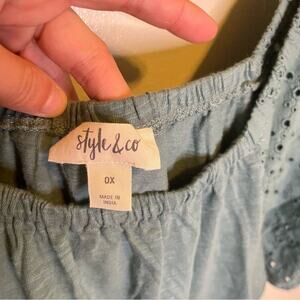 style & co
0X
MADE IN
INDIA